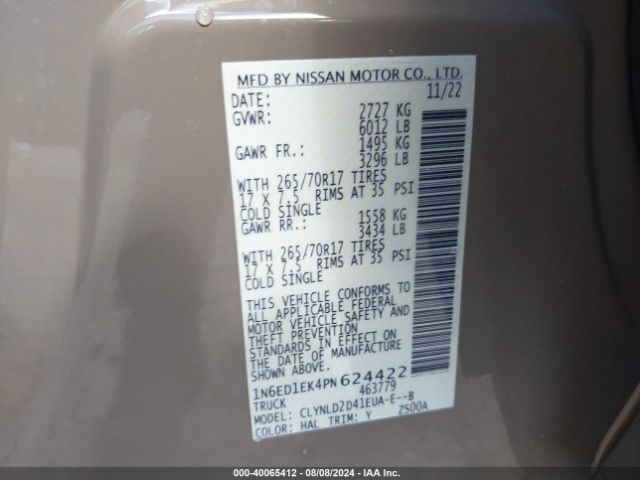 MFD BY NISSAN MOTOR CO., LTD.
DATE: 11/22
GVWR: 2727 KG
6012 LB
GAWR FR.: 1495 KG
3296 LB
WITH 265/70R17 TIRES
17 X 7.5 RIMS AT 35 PSI
COLD SINGLE
GAWR RR.: 1558 KG
3434 LB
WITH 265/70R17 TIRES
17 X 7.5 RIMS AT 35 PSI
COLD SINGLE
THIS VEHICLE CONFORMS TO
ALL APPLICABLE FEDERAL
MOTOR VEHICLE SAFETY AND
THEFT PREVENTION
STANDARDS IN EFFECT ON
THE DATE OF MANUFACTURE
SHOWN ABOVE.
1N6ED1EK4PN624422
TRUCK 463779
MODEL: CLYNLD2D41EUA-E--B
COLOR: HAL TRIM: Y ZS00A
000-40065412 - 08/08/2024 - IAA Inc.